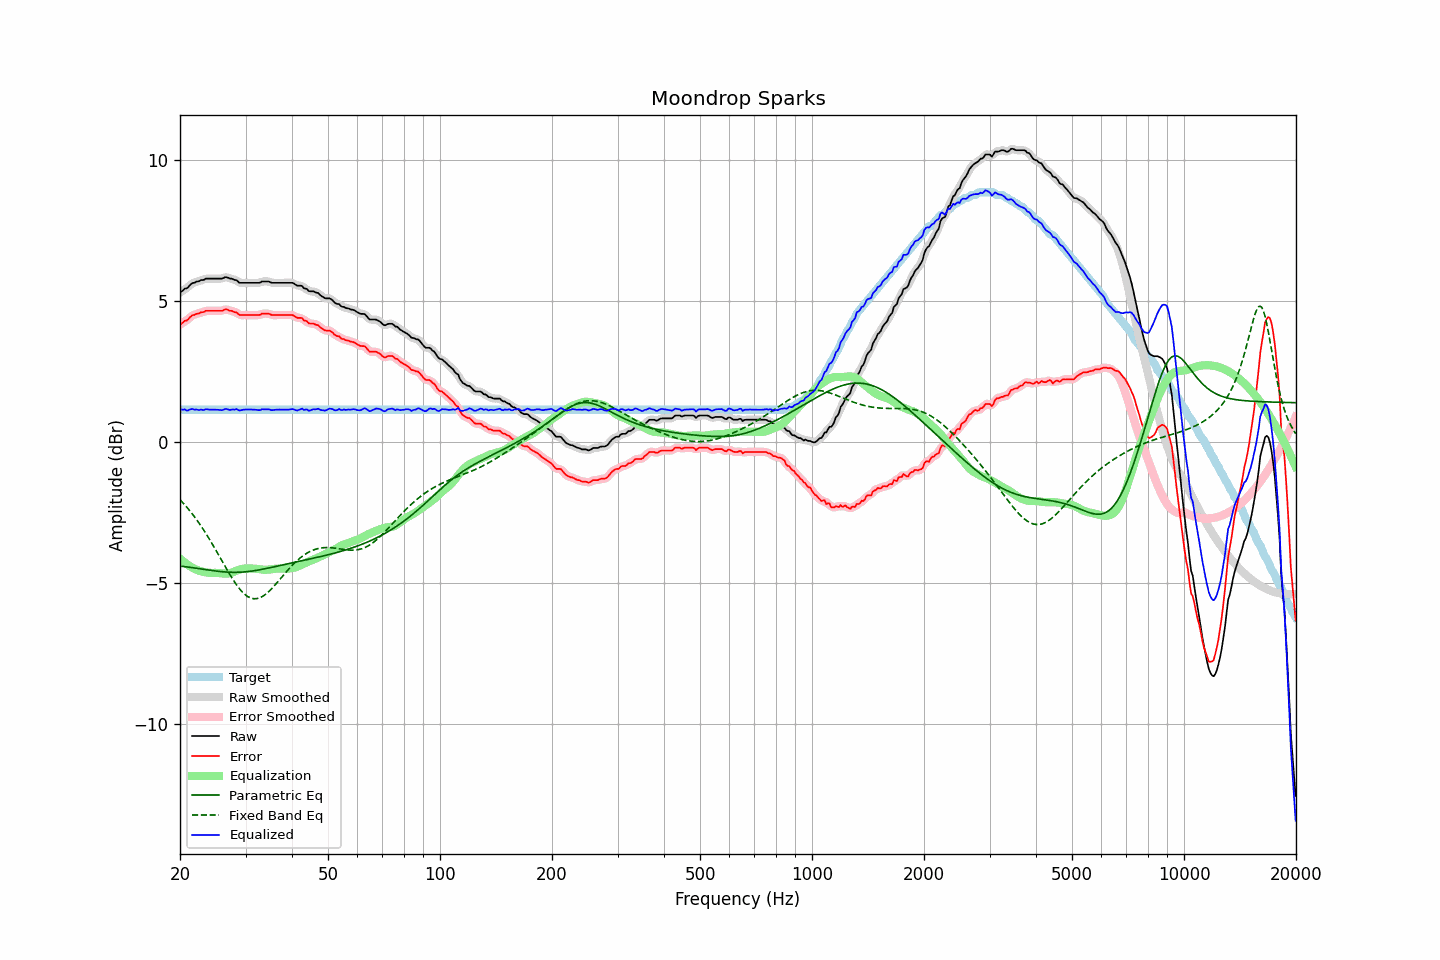 Moondrop Sparks
Amplitude (dBr)
10
5
0
−5
−10
Target
Raw Smoothed
Error Smoothed
Raw
Error
Equalization
Parametric Eq
Fixed Band Eq
Equalized
20 50 100 200 500 1000 2000 5000 10000 20000
Frequency (Hz)